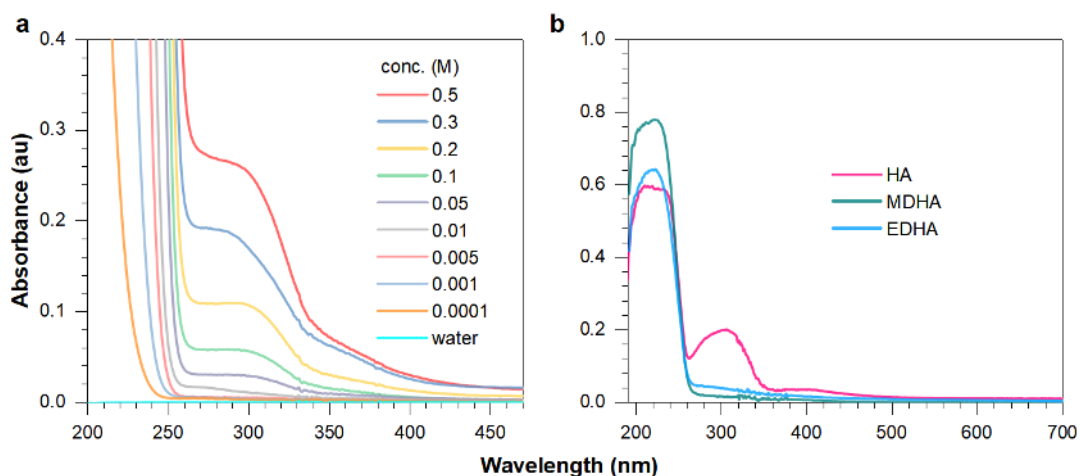 a
0.4
0.3
0.2
0.1
0.0
Absorbance (au)
conc. (M)
0.5
0.3
0.2
0.1
0.05
0.01
0.005
0.001
0.0001
water
200 250 300 350 400 450
b
1.0
0.8
0.6
0.4
0.2
0.0
HA
MDHA
EDHA
200 300 400 500 600 700
Wavelength (nm)